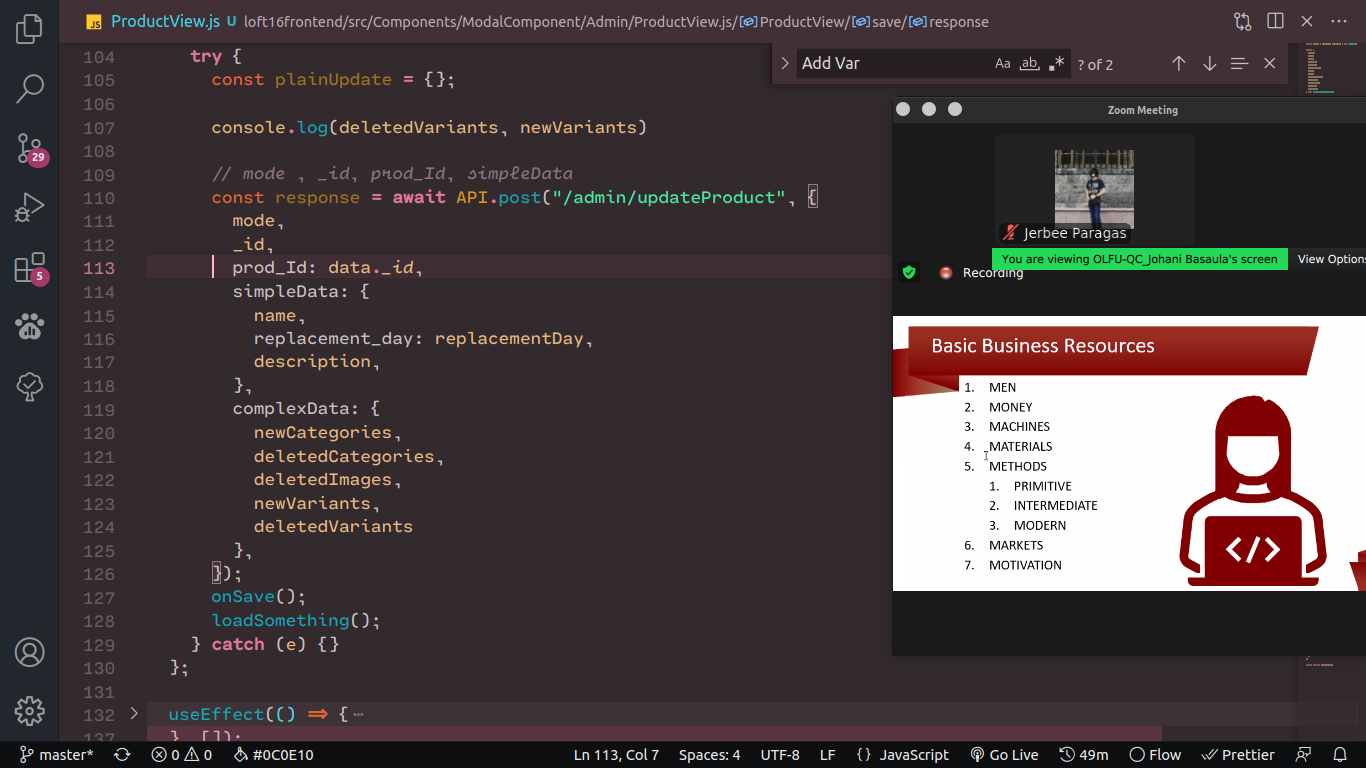 ProductView.js U loft16frontend/src/Components/ModalComponent/Admin/ProductView.js/ProductView/save/response
104 try {
Add Var Aa ab ? of 2
105 const plainUpdate = {};
106
107 console.log(deletedVariants, newVariants)
108
109 // mode , _id, prod_Id, simpleData
110 const response = await API.post("/admin/updateProduct", {
111 mode,
112 _id,
113 prod_Id: data._id,
114 simpleData: {
115 name,
116 replacement_day: replacementDay,
117 description,
118 },
119 complexData: {
120 newCategories,
121 deletedCategories,
122 deletedImages,
123 newVariants,
124 deletedVariants
125 },
126 });
127 onSave();
128 loadSomething();
129 } catch (e) {}
130 };
131
132 useEffect(() => {
137 }, []);
29
5
Zoom Meeting
Jerbee Paragas
You are viewing OLFU-QC_Johani Basaula's screen View Options
Recording
Basic Business Resources
1. MEN
2. MONEY
3. MACHINES
4. MATERIALS
5. METHODS
1. PRIMITIVE
2. INTERMEDIATE
3. MODERN
6. MARKETS
7. MOTIVATION
master* 0 0 #0C0E10 Ln 113, Col 7 Spaces: 4 UTF-8 LF {} JavaScript Go Live 49m Flow Prettier